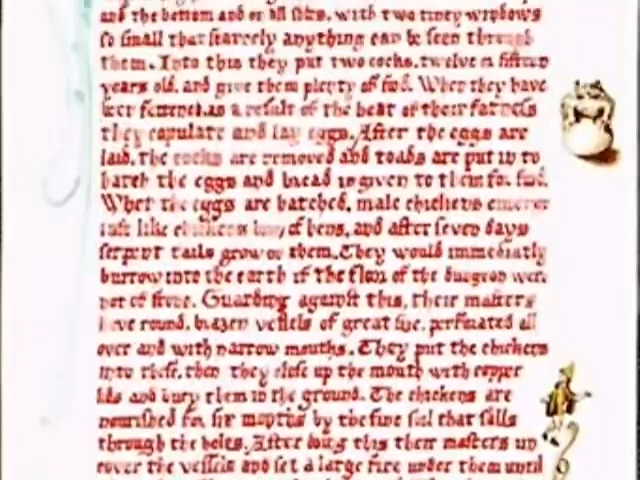 and the bottom and on all sides, with two tiney wyndows
so small that scarcely anything can be seen through
them. Into this they put two cocks, twelve or fifteen
years old, and give them plenty of food. When they have
as a result of the heat of their fatness
they copulate and lay eggs. After the eggs are
laid, the cocks are removed and toads are put in to
hatch the eggs and bread is given to them for food.
When the eggs are hatched, male chickens emerge
just like chickens of hens, and after seven days
serpent tails grow on them. They would immediatly
burrow into the earth if the floor of the dungeon were
not of stone. Guarding against this, their masters
have round, brazen vessels of great size, perforated all
over and with narrow mouths. They put the chickens
into these, then they close up the mouth with copper
lids and bury them in the ground. The chickens are
nourished for six months by the fine soil that falls
through the holes. After this their masters un
cover the vessels and set a large fire under them until